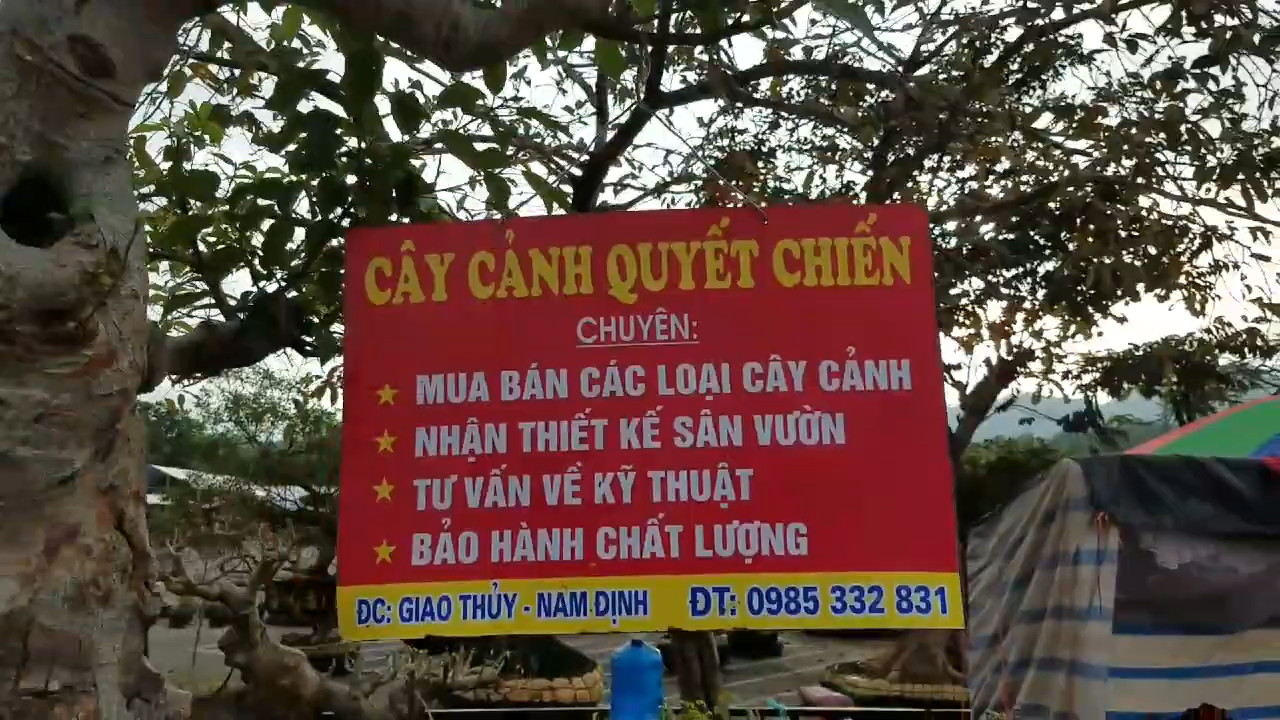 CÂY CẢNH QUYẾT CHIẾN
CHUYÊN:
★ MUA BÁN CÁC LOẠI CÂY CẢNH
★ NHẬN THIẾT KẾ SÂN VƯỜN
★ TƯ VẤN VỀ KỸ THUẬT
★ BẢO HÀNH CHẤT LƯỢNG
ĐC: GIAO THỦY - NAM ĐỊNH ĐT: 0985 332 831